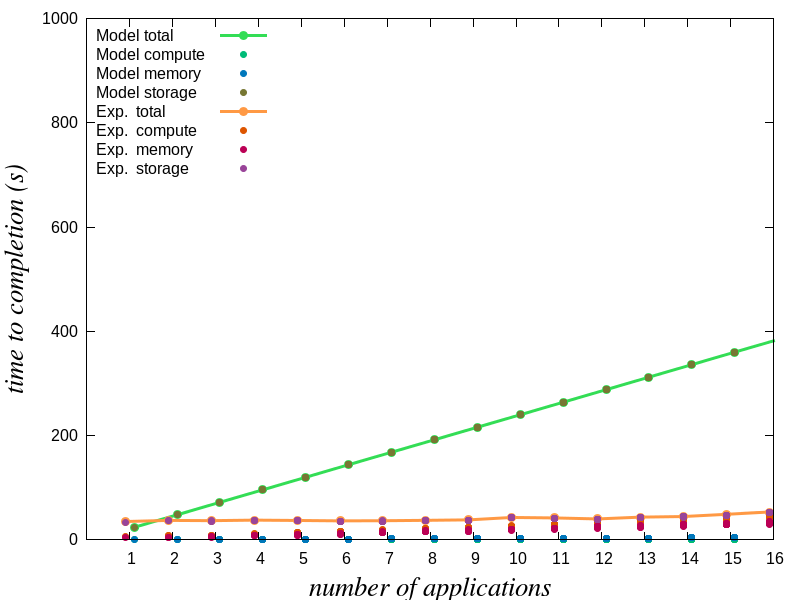 1000
800
600
400
200
0
time to completion (s)
Model total
Model compute
Model memory
Model storage
Exp. total
Exp. compute
Exp. memory
Exp. storage
1 2 3 4 5 6 7 8 9 10 11 12 13 14 15 16
number of applications